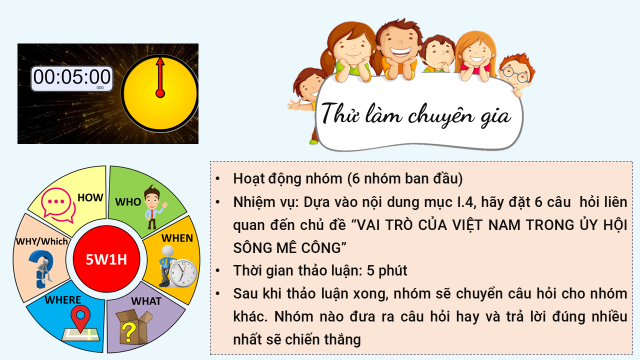 00:05:00
000
Thử làm chuyên gia
HOW
WHO
WHY/Which
WHEN
5W1H
WHERE
WHAT
• Hoạt động nhóm (6 nhóm ban đầu)
• Nhiệm vụ: Dựa vào nội dung mục I.4, hãy đặt 6 câu hỏi liên
quan đến chủ đề “VAI TRÒ CỦA VIỆT NAM TRONG ỦY HỘI
SÔNG MÊ CÔNG”
• Thời gian thảo luận: 5 phút
• Sau khi thảo luận xong, nhóm sẽ chuyển câu hỏi cho nhóm
khác. Nhóm nào đưa ra câu hỏi hay và trả lời đúng nhiều
nhất sẽ chiến thắng